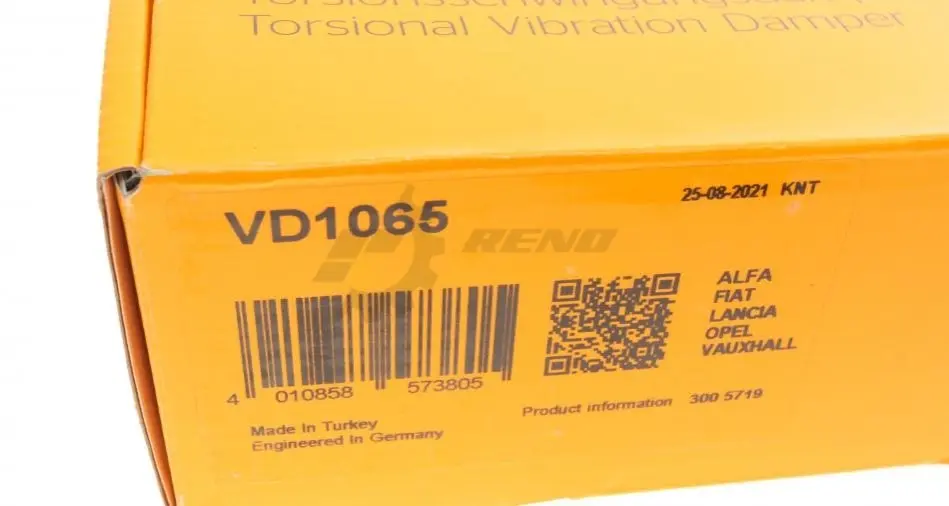 Torsional Vibration Damper
25-08-2021 KNT
VD1065
RENO
ALFA
FIAT
LANCIA
OPEL
VAUXHALL
4 010858 573805
Product information 300 5719
Made In Turkey
Engineered In Germany